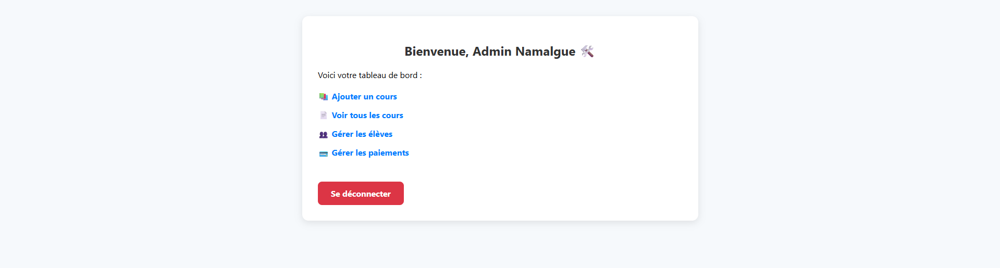 Bienvenue, Admin Namalgue 🛠️
Voici votre tableau de bord :
📚 Ajouter un cours
📄 Voir tous les cours
👥 Gérer les élèves
💳 Gérer les paiements
Se déconnecter